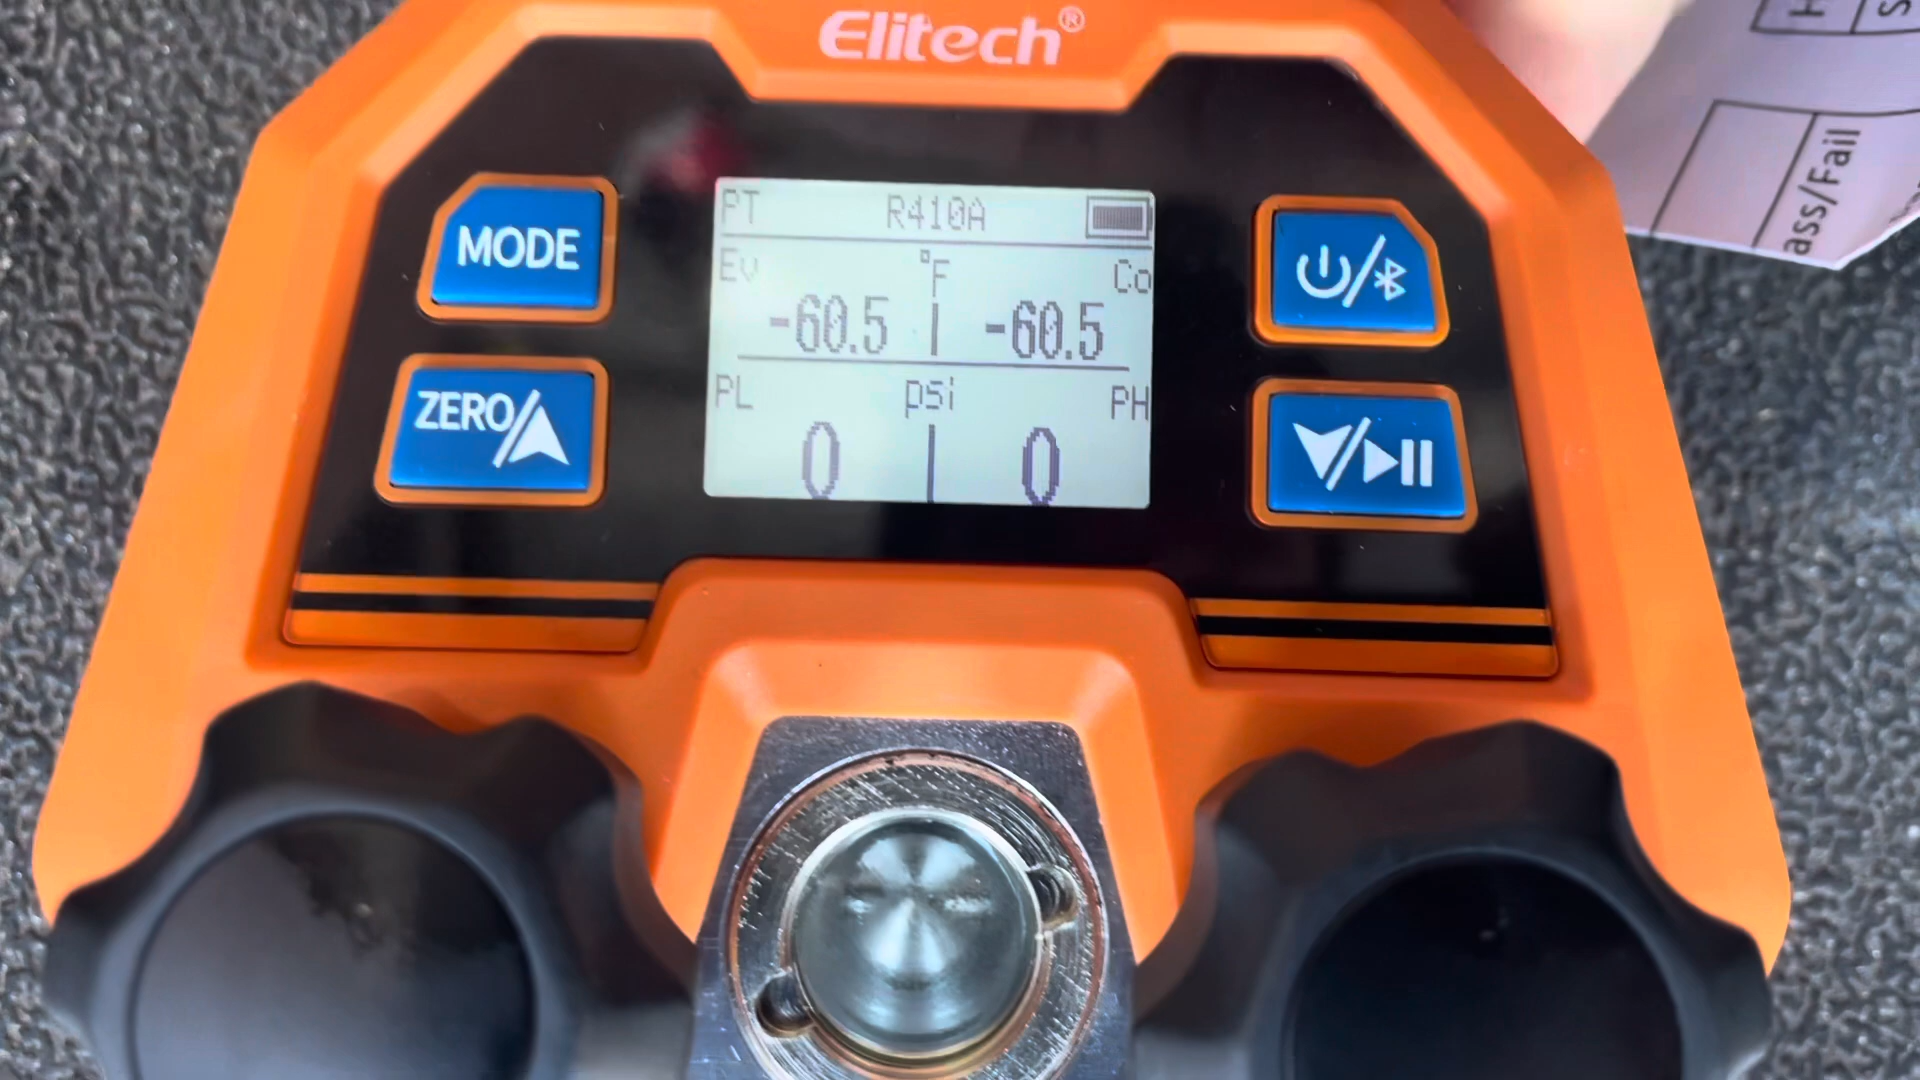 Elitech®
MODE
ZERO/
PT R410A
Ev °F Co
-60.5 -60.5
PL psi PH
0 0
ass/Fail